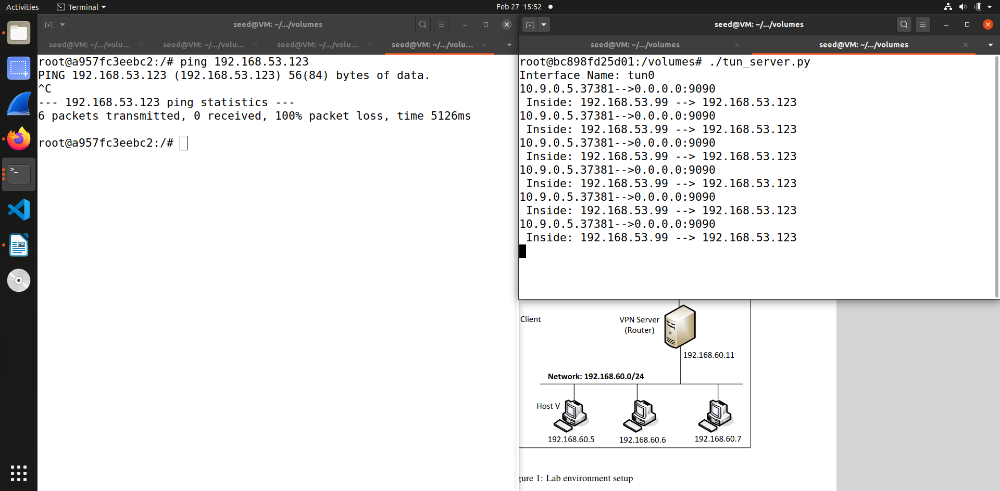 Activities
Terminal
Feb 27 15:52
seed@VM: ~/.../volumes
seed@VM: ~/.../volu...
seed@VM: ~/.../volu...
seed@VM: ~/.../volu...
seed@VM: ~/.../volu...
root@a957fc3eebc2:/# ping 192.168.53.123
PING 192.168.53.123 (192.168.53.123) 56(84) bytes of data.
^C
--- 192.168.53.123 ping statistics ---
6 packets transmitted, 0 received, 100% packet loss, time 5126ms
root@a957fc3eebc2:/#
seed@VM: ~/.../volumes
seed@VM: ~/.../volumes
seed@VM: ~/.../volumes
root@bc898fd25d01:/volumes# ./tun_server.py
Interface Name: tun0
10.9.0.5.37381-->0.0.0.0:9090
Inside: 192.168.53.99 --> 192.168.53.123
10.9.0.5.37381-->0.0.0.0:9090
Inside: 192.168.53.99 --> 192.168.53.123
10.9.0.5.37381-->0.0.0.0:9090
Inside: 192.168.53.99 --> 192.168.53.123
10.9.0.5.37381-->0.0.0.0:9090
Inside: 192.168.53.99 --> 192.168.53.123
10.9.0.5.37381-->0.0.0.0:9090
Inside: 192.168.53.99 --> 192.168.53.123
10.9.0.5.37381-->0.0.0.0:9090
Inside: 192.168.53.99 --> 192.168.53.123
Client
VPN Server
(Router)
192.168.60.11
Network: 192.168.60.0/24
Host V
192.168.60.5
192.168.60.6
192.168.60.7
gure 1: Lab environment setup